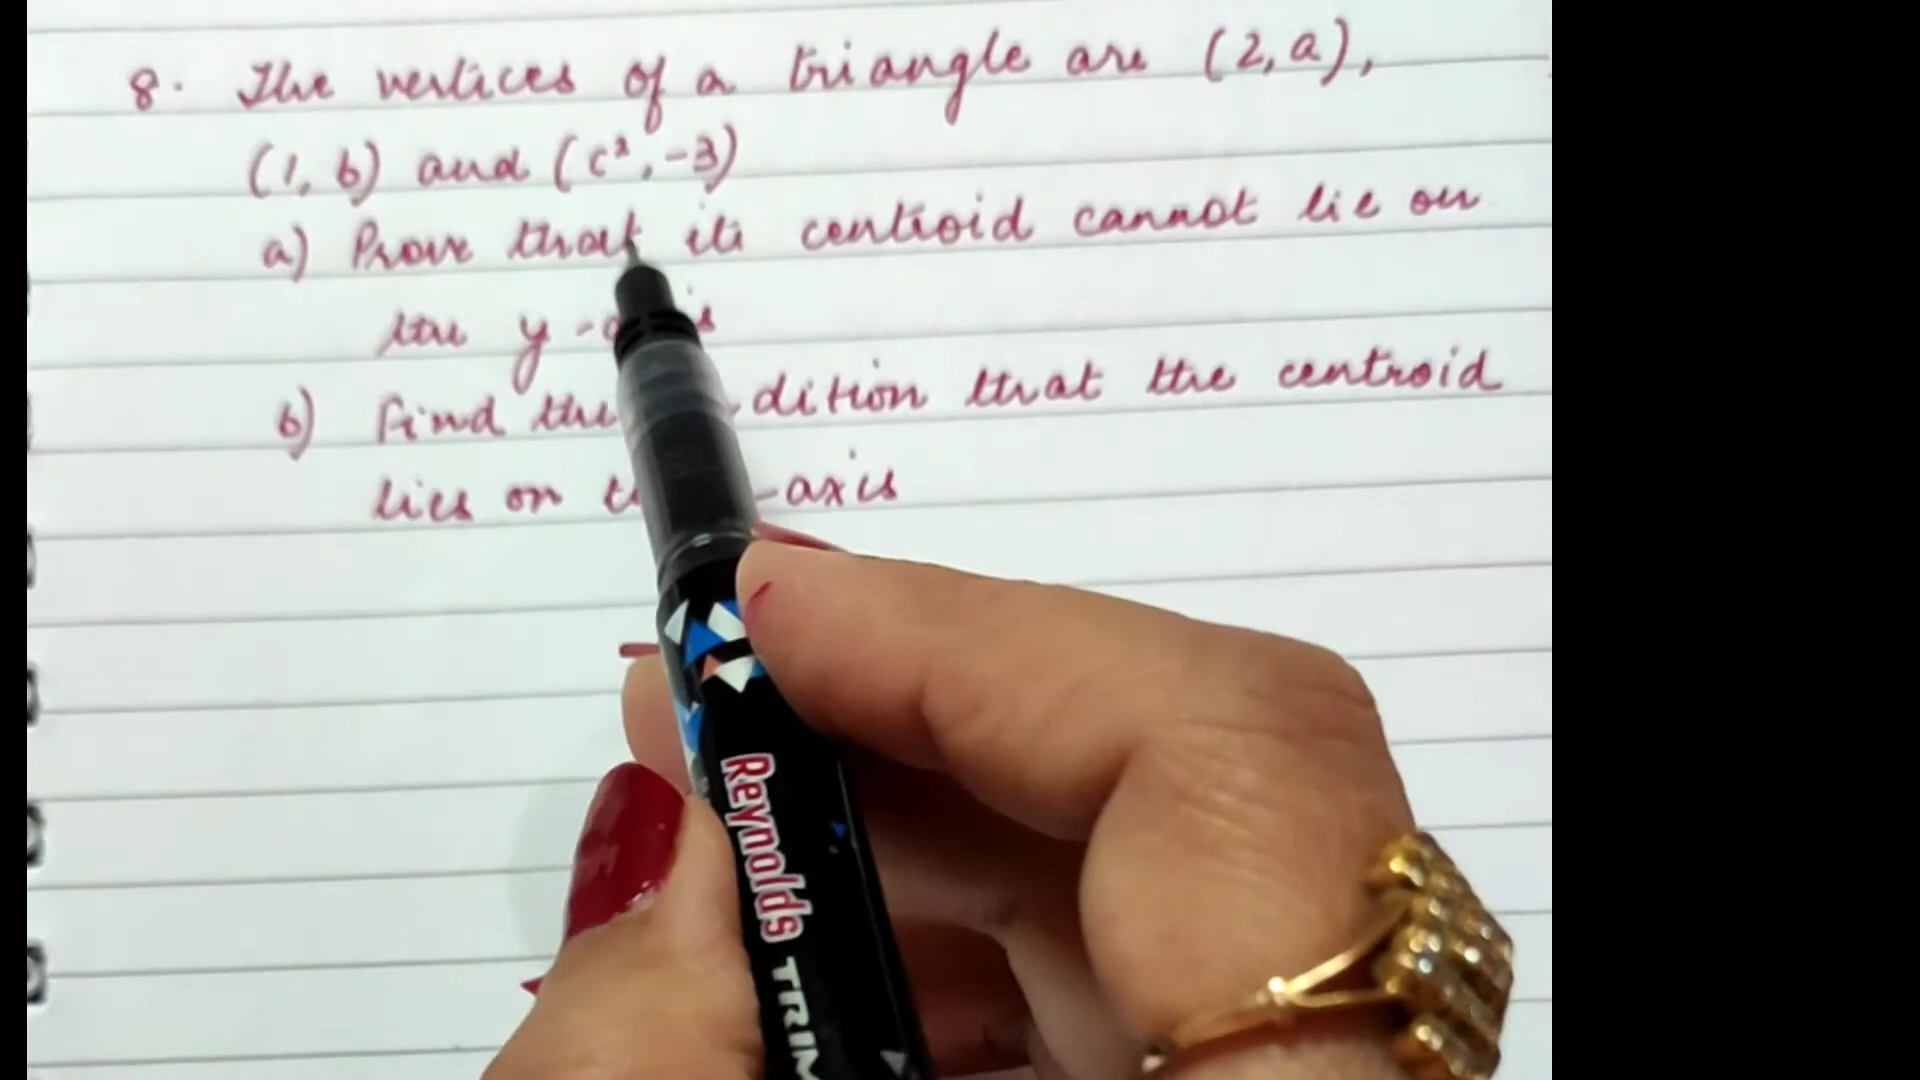 8. The vertices of a triangle are (2, a),
(1, b) and (c², -3)
a) Prove that its centroid cannot lie on
the y-
b) Find the dition that the centroid
lies on -axis
Reynolds TRIM